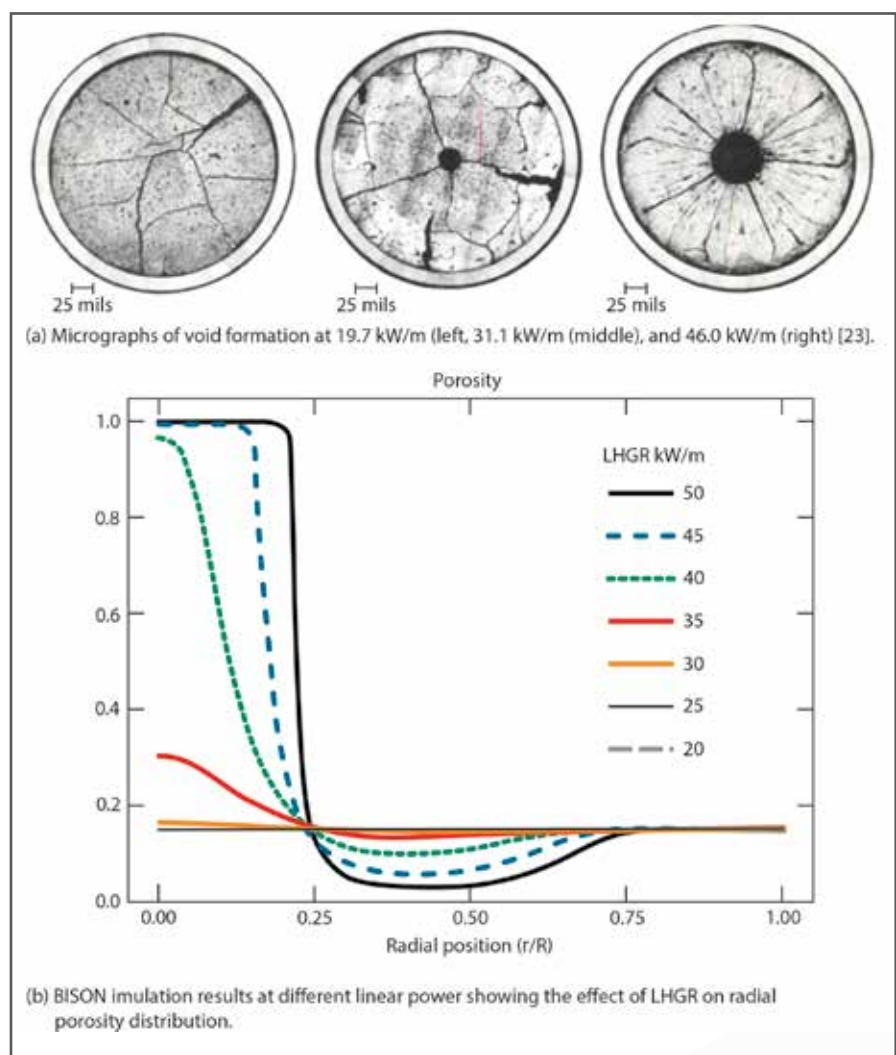 25 mils 25 mils 25 mils
(a) Micrographs of void formation at 19.7 kW/m (left, 31.1 kW/m (middle), and 46.0 kW/m (right) [23].
Porosity
1.0
0.8
0.6
0.4
0.2
0.0
LHGR kW/m
50
45
40
35
30
25
20
0.00 0.25 0.50 0.75 1.00
Radial position (r/R)
(b) BISON imulation results at different linear power showing the effect of LHGR on radial
porosity distribution.